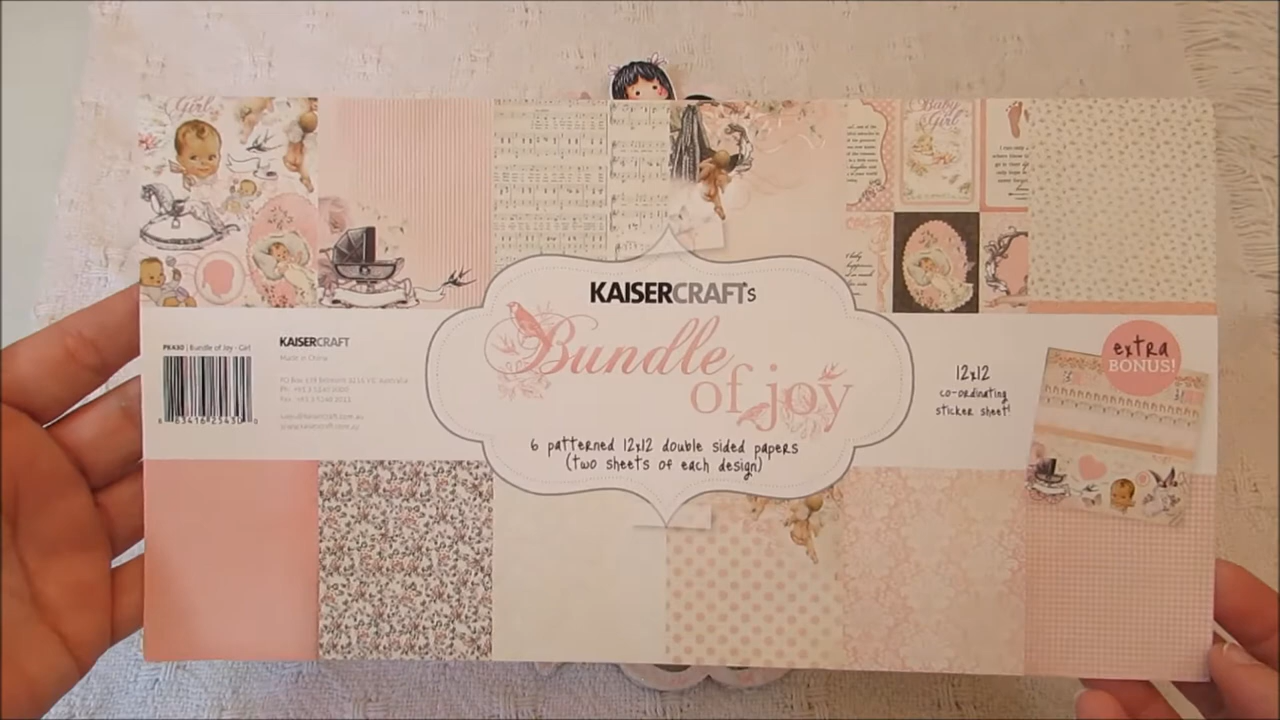 Girl
Baby
Girl
KAISERCRAFT's
Bundle
of joy
6 patterned 12x12 double sided papers
(two sheets of each design)
PK430 | Bundle of Joy - Girl
KAISERCRAFT
Made in China
12x12
co-ordinating
sticker sheet!
extra
BONUS!